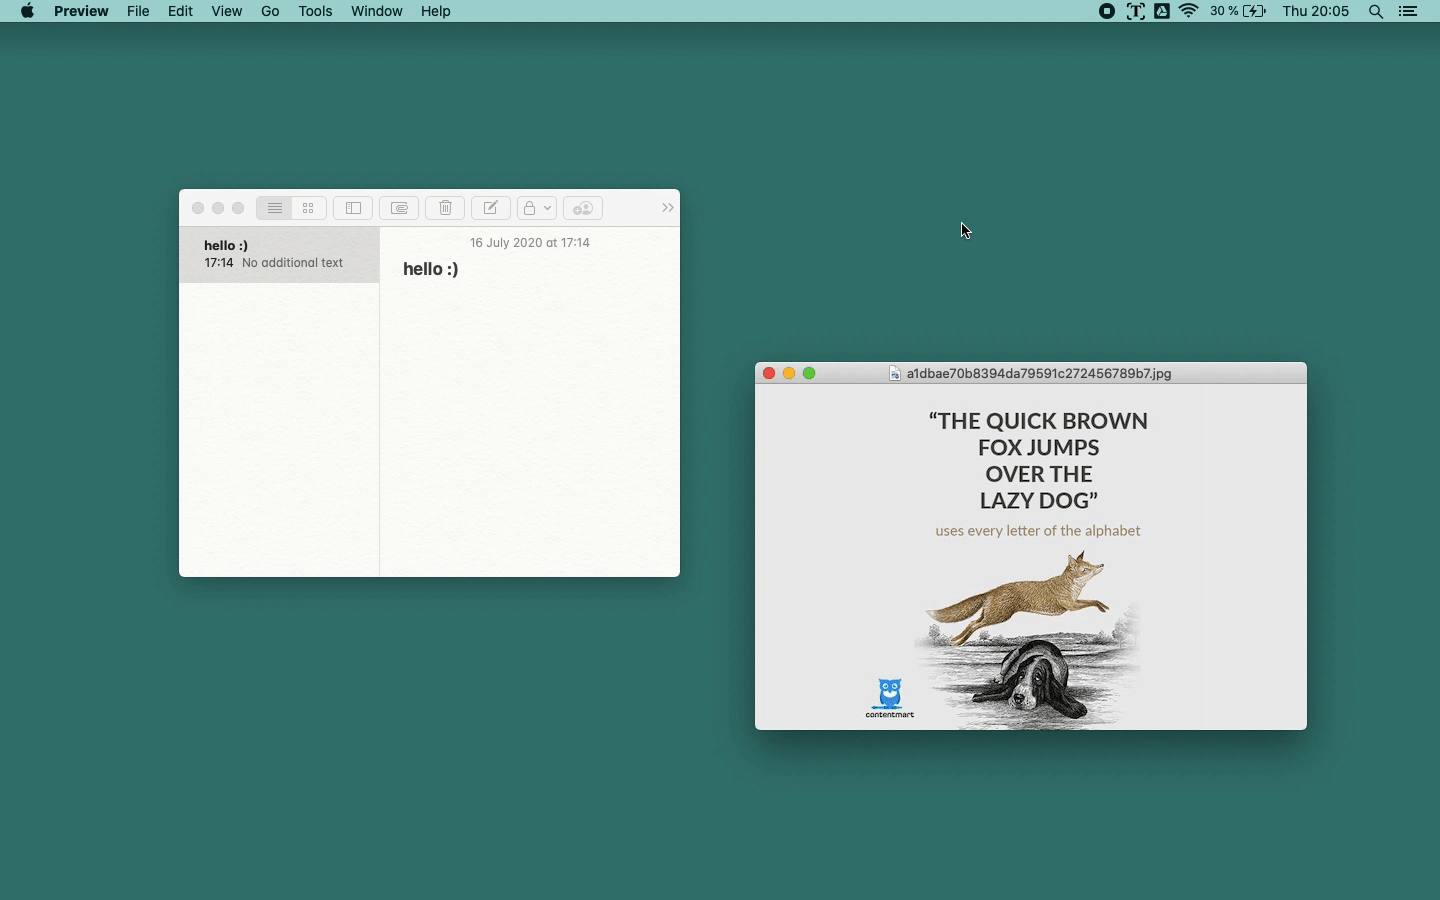 Preview File Edit View Go Tools Window Help 30 % Thu 20:05
hello :)
17:14 No additional text
16 July 2020 at 17:14
hello :)
a1dbae70b8394da79591c272456789b7.jpg
“THE QUICK BROWN
FOX JUMPS
OVER THE
LAZY DOG”
uses every letter of the alphabet
contentmart